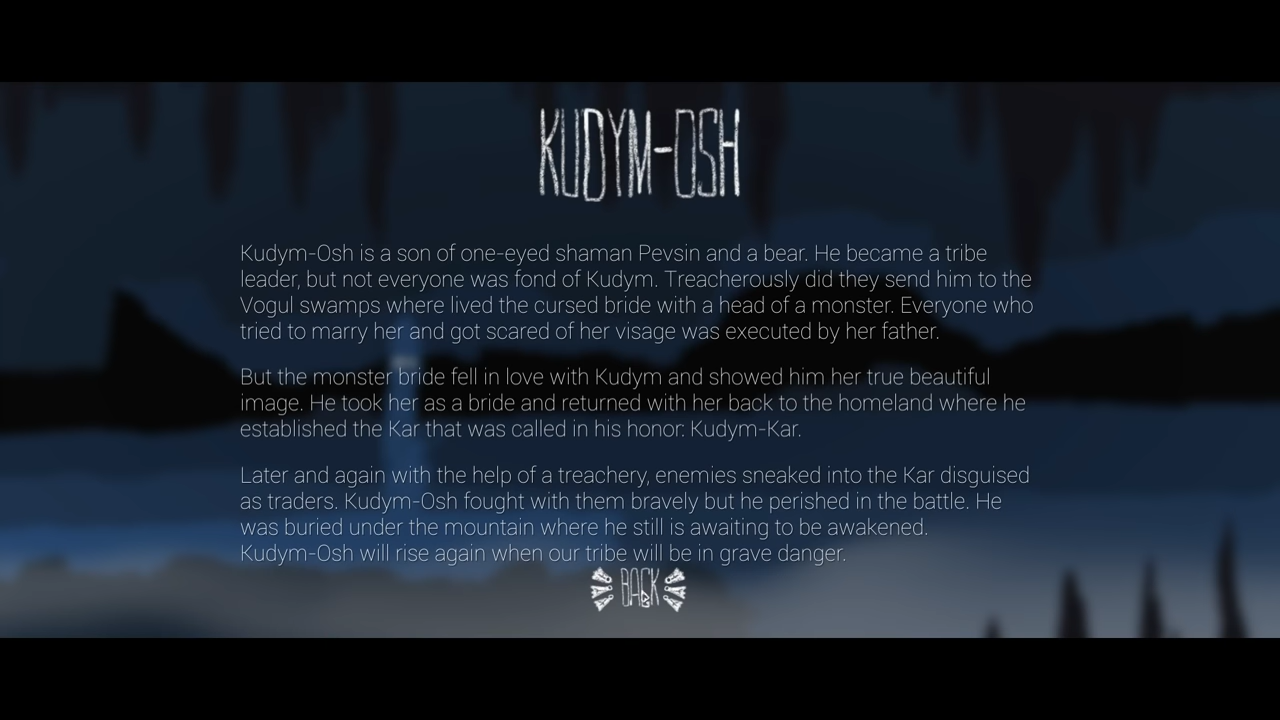 KUDYM-OSH
Kudym-Osh is a son of one-eyed shaman Pevsin and a bear. He became a tribe
leader, but not everyone was fond of Kudym. Treacherously did they send him to the
Vogul swamps where lived the cursed bride with a head of a monster. Everyone who
tried to marry her and got scared of her visage was executed by her father.
But the monster bride fell in love with Kudym and showed him her true beautiful
image. He took her as a bride and returned with her back to the homeland where he
established the Kar that was called in his honor: Kudym-Kar.
Later and again with the help of a treachery, enemies sneaked into the Kar disguised
as traders. Kudym-Osh fought with them bravely but he perished in the battle. He
was buried under the mountain where he still is awaiting to be awakened.
Kudym-Osh will rise again when our tribe will be in grave danger.
BACK